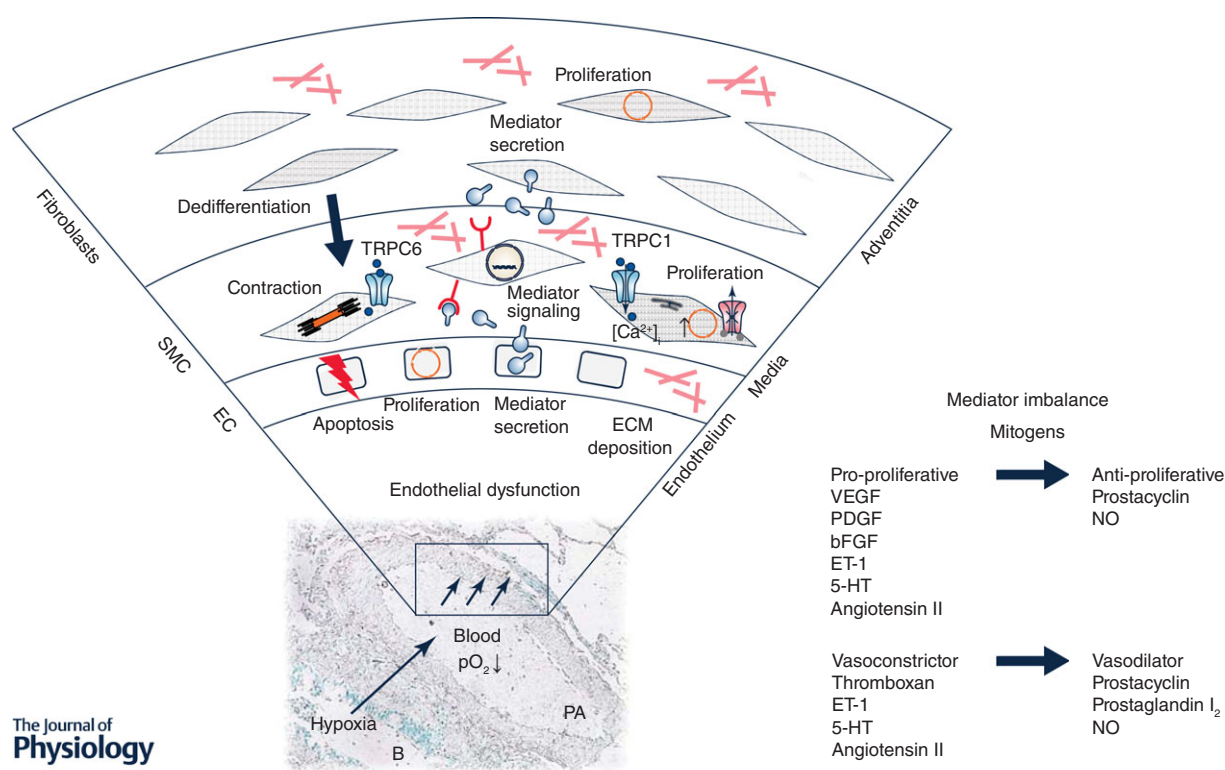 Proliferation
Mediator
secretion
Dedifferentiation
Fibroblasts
Adventitia
TRPC6
TRPC1
Contraction
Proliferation
Mediator
signaling
[Ca²⁺]ᵢ ↑
SMC
Media
Apoptosis
Proliferation
Mediator
secretion
ECM
deposition
EC
Endothelium
Endothelial dysfunction
Blood
pO₂↓
Hypoxia
PA
B
The Journal of
Physiology
Mediator imbalance
Mitogens
Pro-proliferative
VEGF
PDGF
bFGF
ET-1
5-HT
Angiotensin II
Anti-proliferative
Prostacyclin
NO
Vasoconstrictor
Thromboxan
ET-1
5-HT
Angiotensin II
Vasodilator
Prostacyclin
Prostaglandin I₂
NO